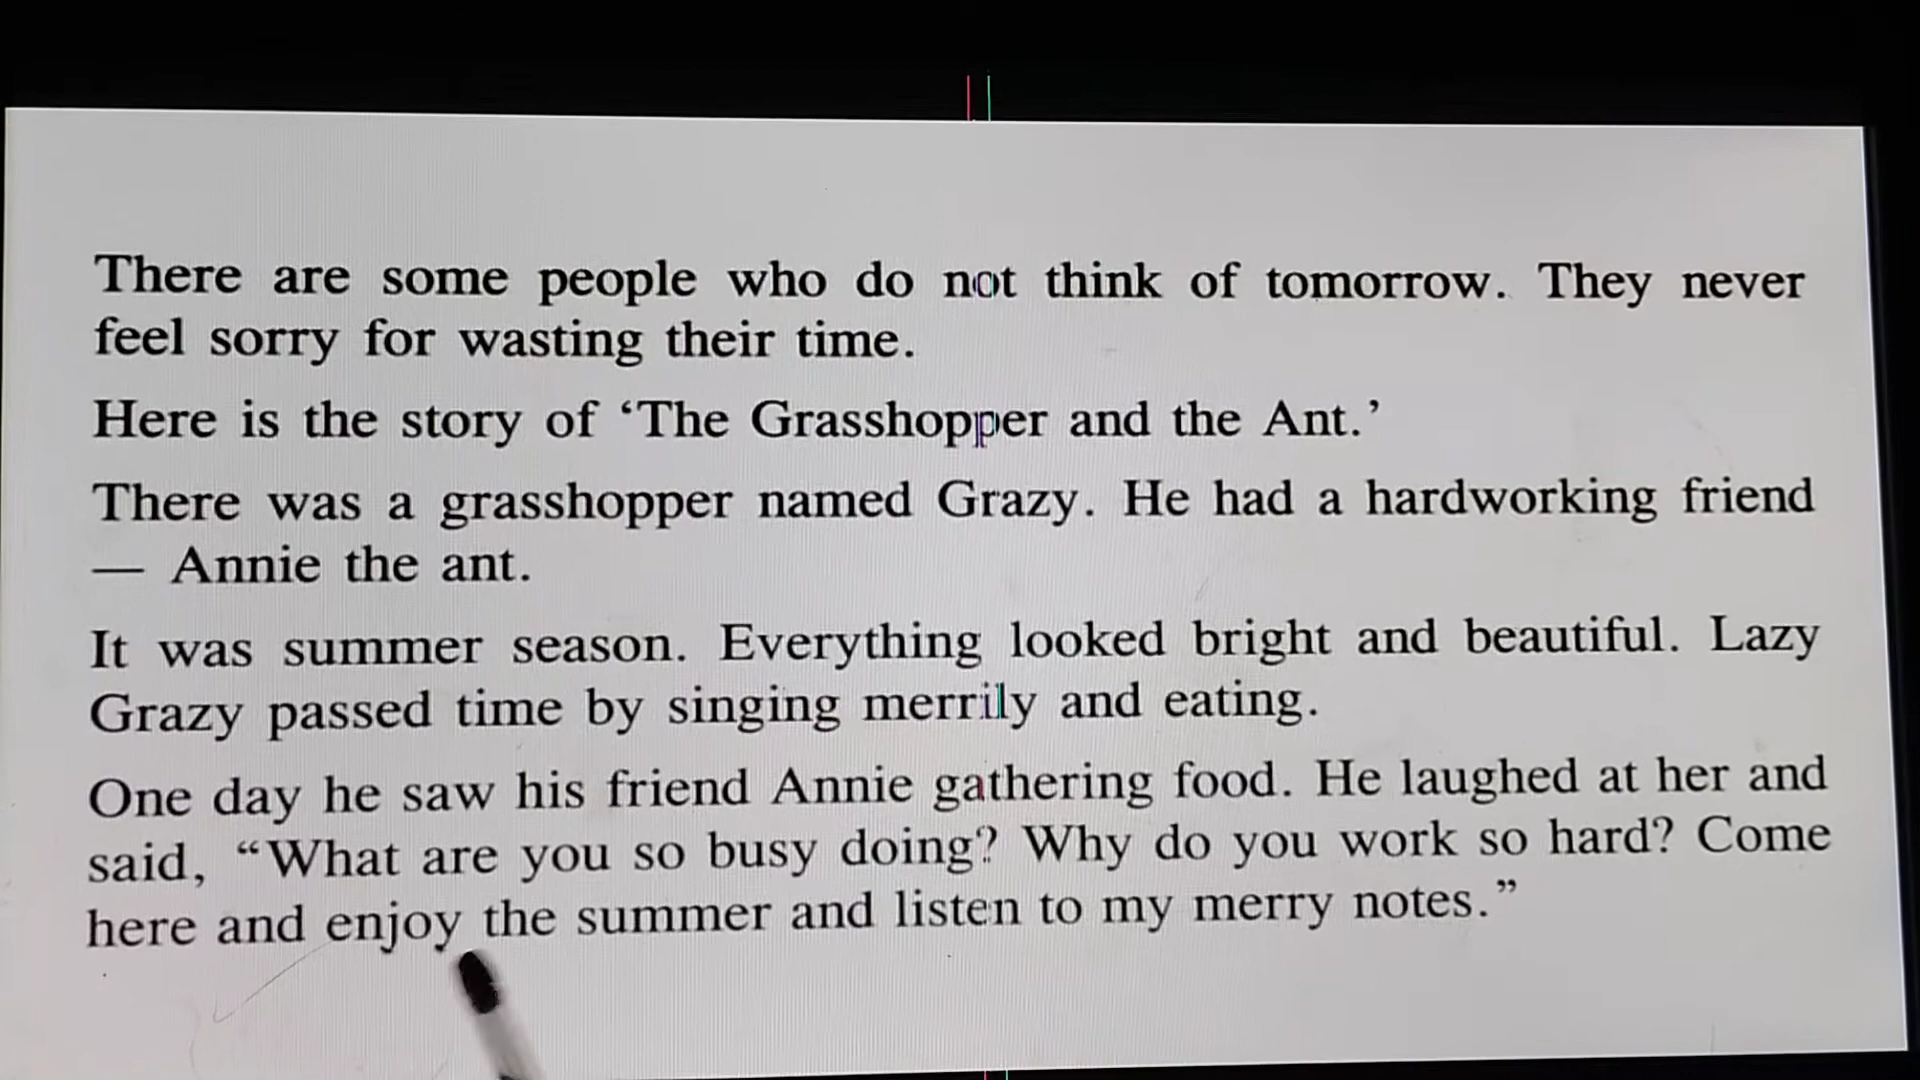 There are some people who do not think of tomorrow. They never
feel sorry for wasting their time.
Here is the story of ‘The Grasshopper and the Ant.’
There was a grasshopper named Grazy. He had a hardworking friend
— Annie the ant.
It was summer season. Everything looked bright and beautiful. Lazy
Grazy passed time by singing merrily and eating.
One day he saw his friend Annie gathering food. He laughed at her and
said, “What are you so busy doing? Why do you work so hard? Come
here and enjoy the summer and listen to my merry notes.”